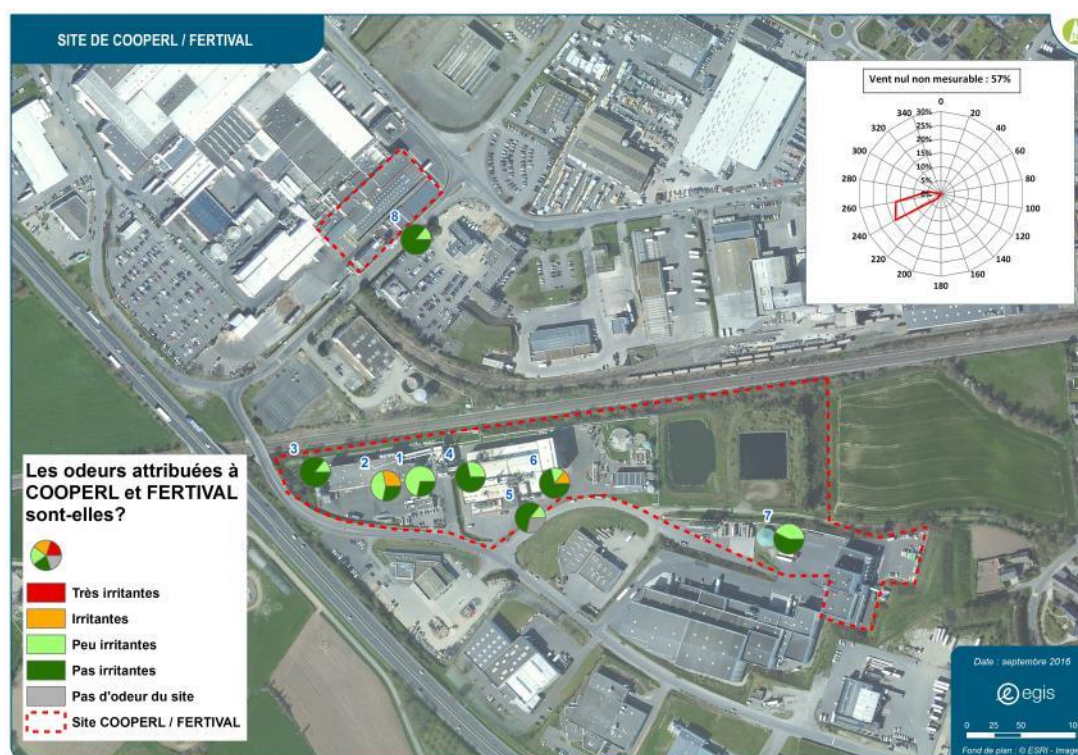 SITE DE COOPERL / FERTIVAL
N
Vent nul non mesurable : 57%
0
20
40
60
80
100
120
140
160
180
200
220
240
260
280
300
320
340
30%
25%
20%
15%
10%
5%
0%
8
3
2
1
4
6
5
7
Les odeurs attribuées à
COOPERL et FERTIVAL
sont-elles?
Très irritantes
Irritantes
Peu irritantes
Pas irritantes
Pas d'odeur du site
Site COOPERL / FERTIVAL
Date : septembre 2016
egis
0 25 50 10
Fond de plan : © ESRI - Image